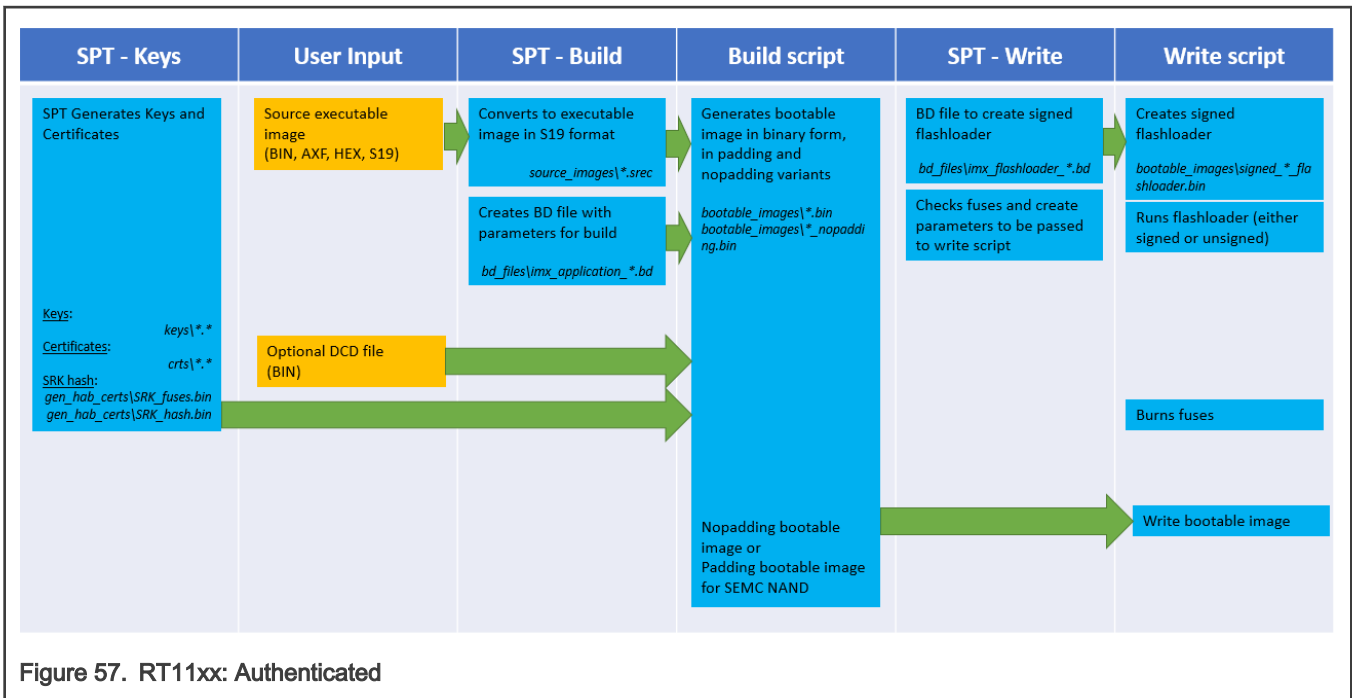 SPT - Keys
User Input
SPT - Build
Build script
SPT - Write
Write script
SPT Generates Keys and
Certificates
Keys:
keys\*.*
Certificates:
crts\*.*
SRK hash:
gen_hab_certs\SRK_fuses.bin
gen_hab_certs\SRK_hash.bin
Source executable
image
(BIN, AXF, HEX, S19)
Optional DCD file
(BIN)
Converts to executable
image in S19 format
source_images\*.srec
Creates BD file with
parameters for build
bd_files\imx_application_*.bd
Generates bootable
image in binary form,
in padding and
nopadding variants
bootable_images\*.bin
bootable_images\*_nopaddi
ng.bin
Nopadding bootable
image or
Padding bootable image
for SEMC NAND
BD file to create signed
flashloader
bd_files\imx_flashloader_*.bd
Checks fuses and create
parameters to be passed
to write script
Creates signed
flashloader
bootable_images\signed_*_fla
shloader.bin
Runs flashloader (either
signed or unsigned)
Burns fuses
Write bootable image
Figure 57. RT11xx: Authenticated